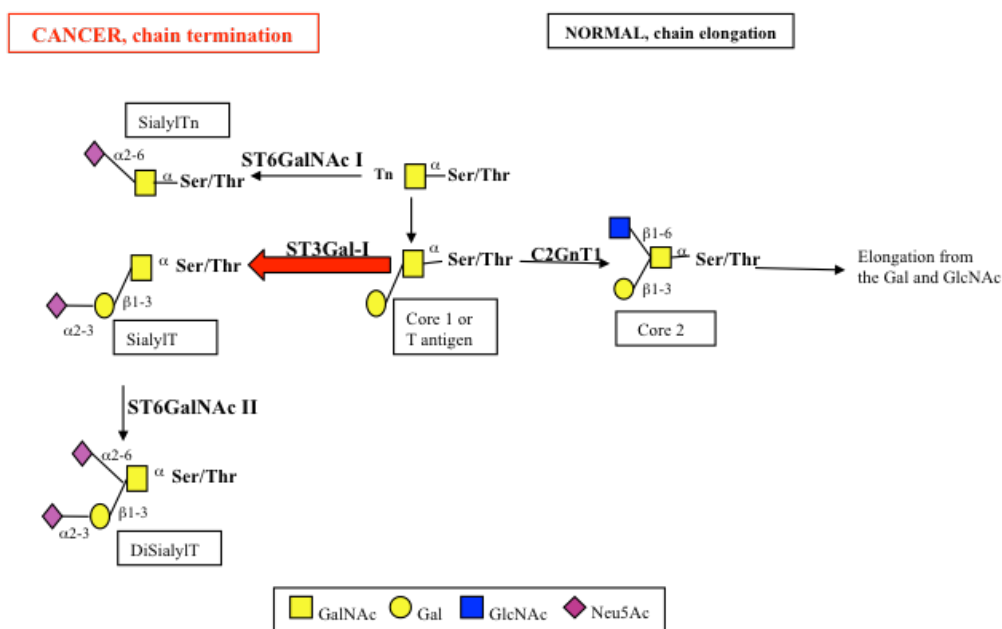 CANCER, chain termination
NORMAL, chain elongation
SialylTn
α2-6
α
Ser/Thr
ST6GalNAc I
Tn
α
Ser/Thr
β1-6
α
Ser/Thr
β1-3
Core 2
C2GnT1
Elongation from
the Gal and GlcNAc
ST3Gal-I
α
Ser/Thr
Core 1 or
T antigen
α Ser/Thr
β1-3
α2-3
SialylT
ST6GalNAc II
α2-6
α Ser/Thr
β1-3
α2-3
DiSialylT
GalNAc Gal GlcNAc Neu5Ac